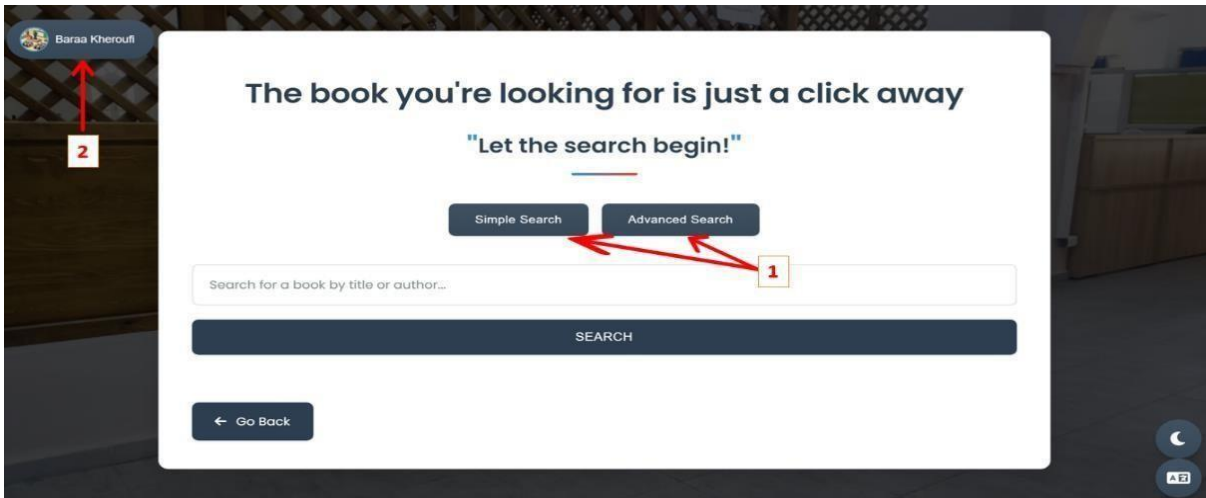 Baraa Kheroufi
The book you're looking for is just a click away
2
"Let the search begin!"
Simple Search
Advanced Search
1
Search for a book by title or author...
SEARCH
← Go Back